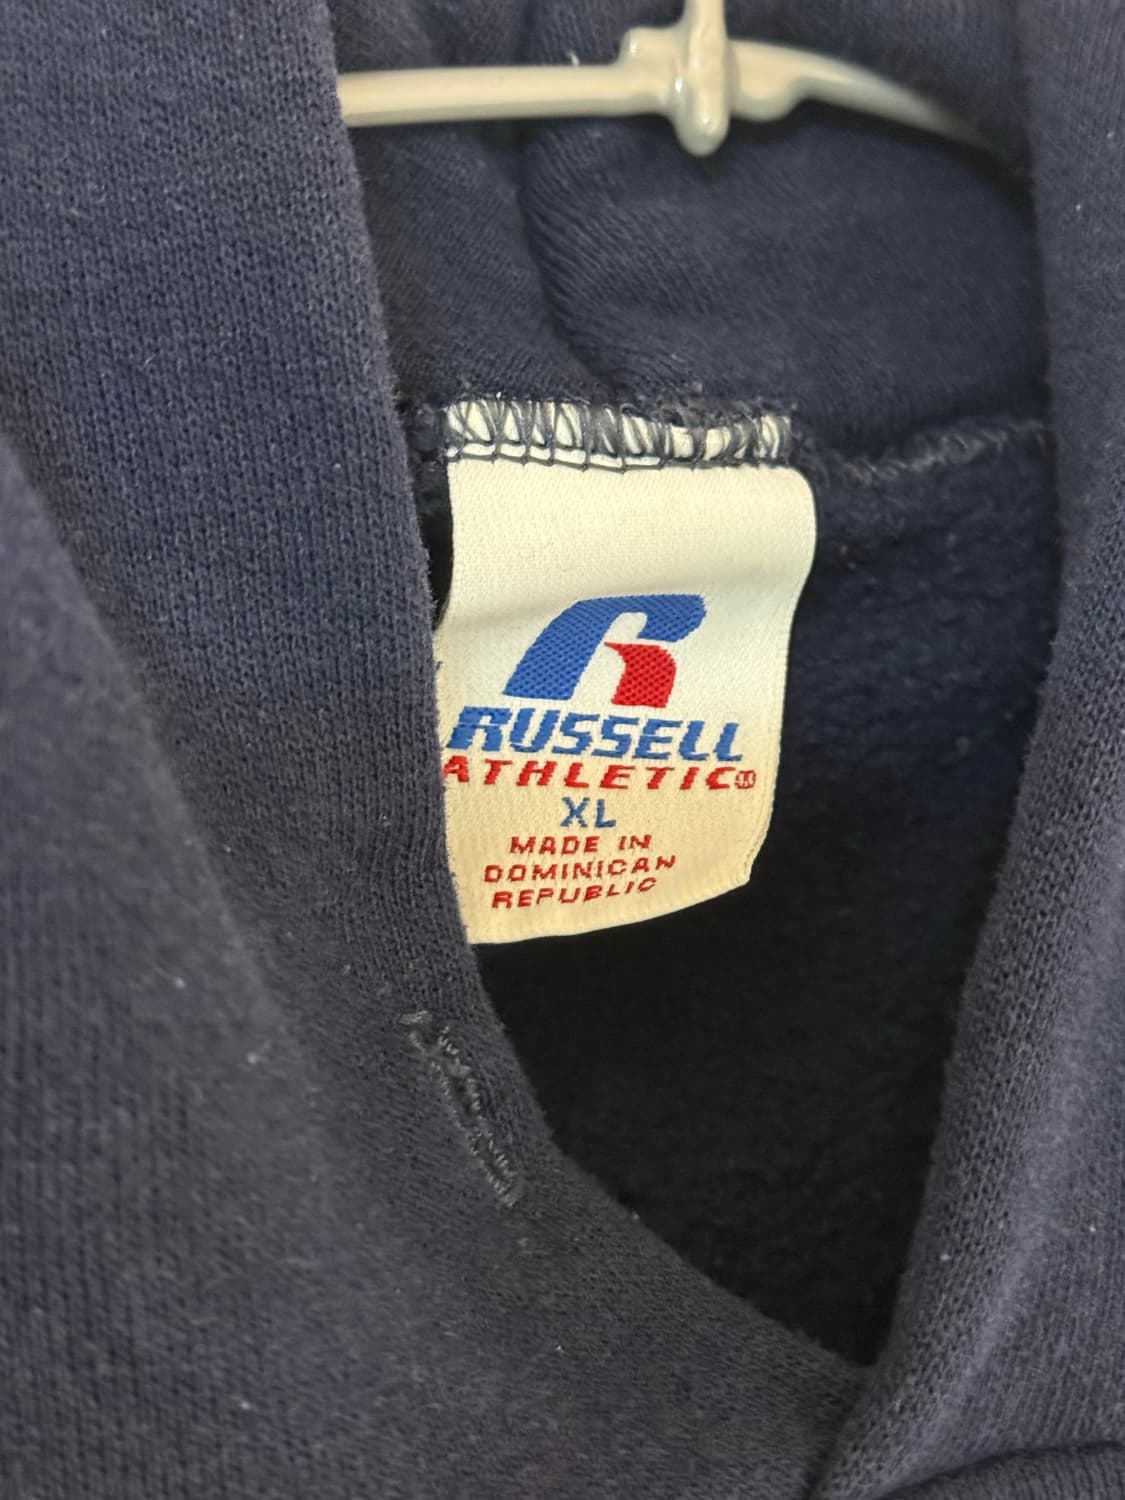 RUSSELL
ATHLETIC
XL
MADE IN
DOMINICAN
REPUBLIC